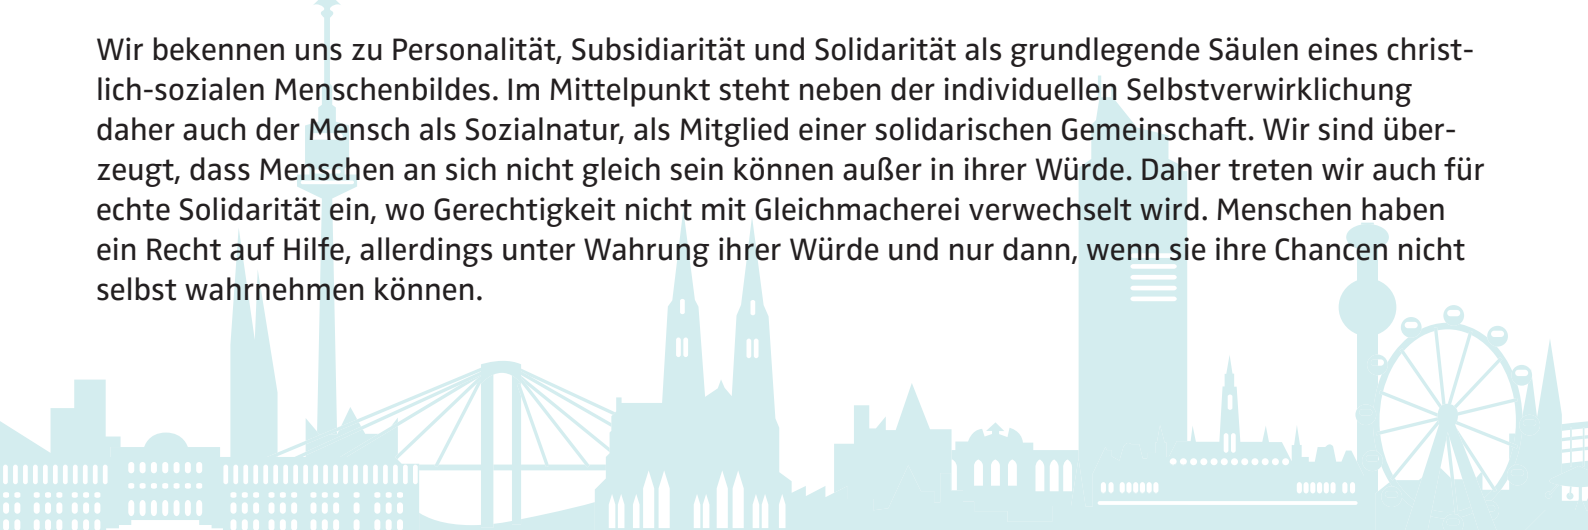 Wir bekennen uns zu Personalität, Subsidiarität und Solidarität als grundlegende Säulen eines christ-
lich-sozialen Menschenbildes. Im Mittelpunkt steht neben der individuellen Selbstverwirklichung
daher auch der Mensch als Sozialnatur, als Mitglied einer solidarischen Gemeinschaft. Wir sind über-
zeugt, dass Menschen an sich nicht gleich sein können außer in ihrer Würde. Daher treten wir auch für
echte Solidarität ein, wo Gerechtigkeit nicht mit Gleichmacherei verwechselt wird. Menschen haben
ein Recht auf Hilfe, allerdings unter Wahrung ihrer Würde und nur dann, wenn sie ihre Chancen nicht
selbst wahrnehmen können.